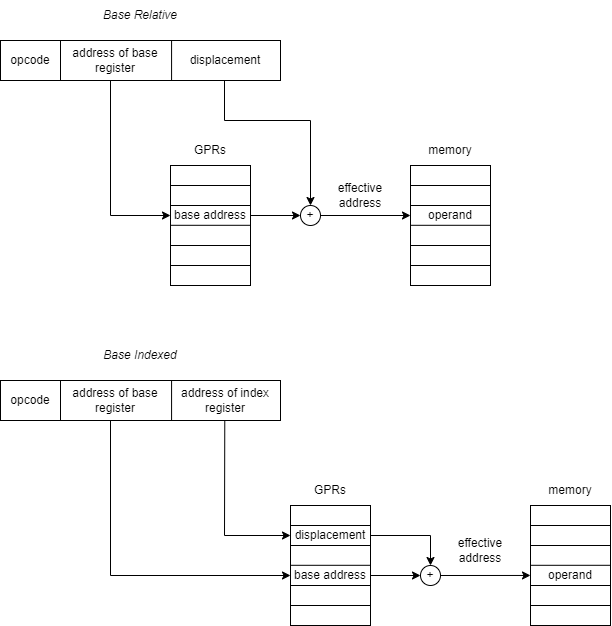 Base Relative
opcode
address of base
register
displacement
GPRs
memory
effective
address
base address
+
operand
Base Indexed
opcode
address of base
register
address of index
register
GPRs
memory
displacement
effective
address
base address
+
operand